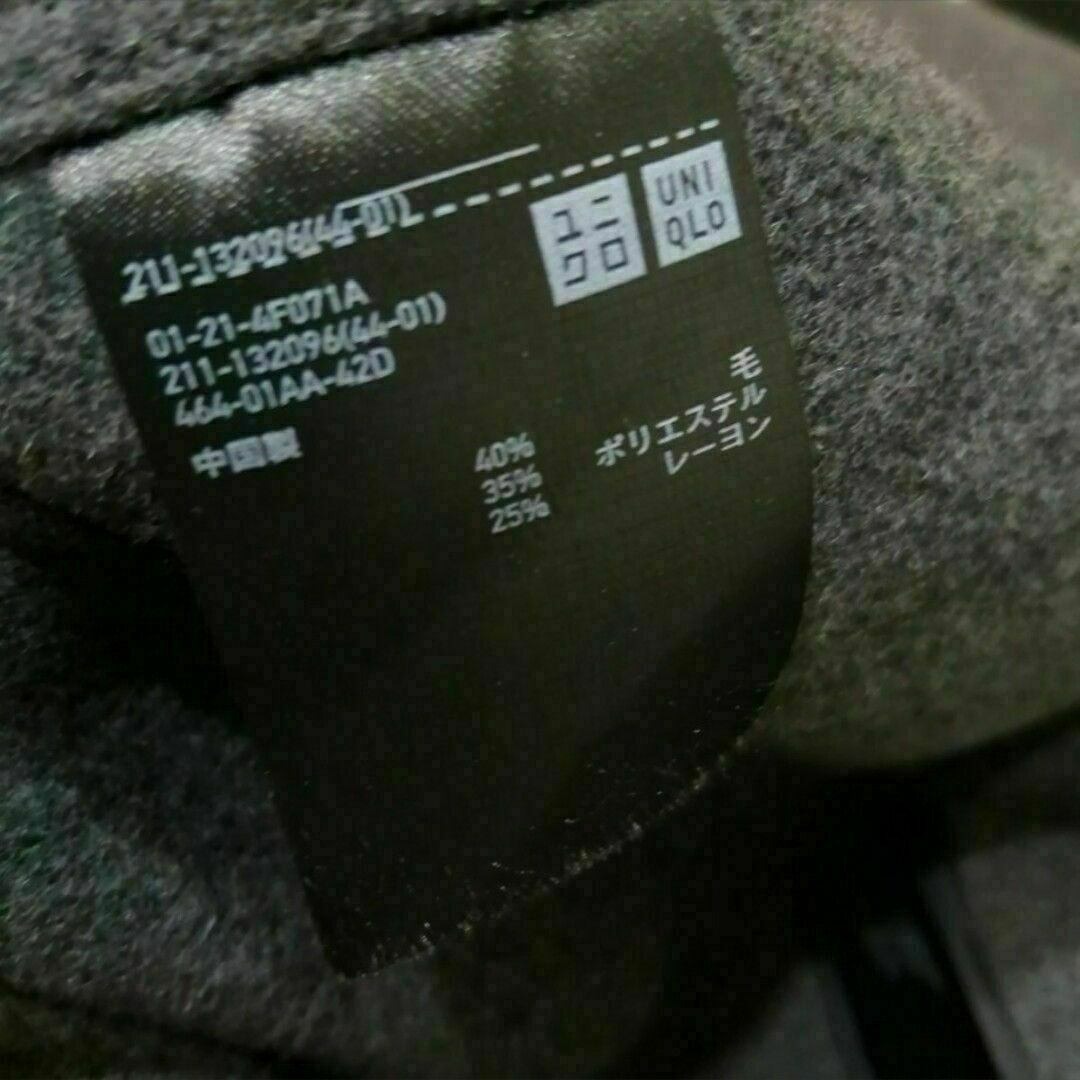 211-132096(44-01)
ユニ
クロ
UNI
QLO
01-21-4F071A
211-132096(44-01)
464-01AA-42D
中国製
毛 40%
ポリエステル 35%
レーヨン 25%